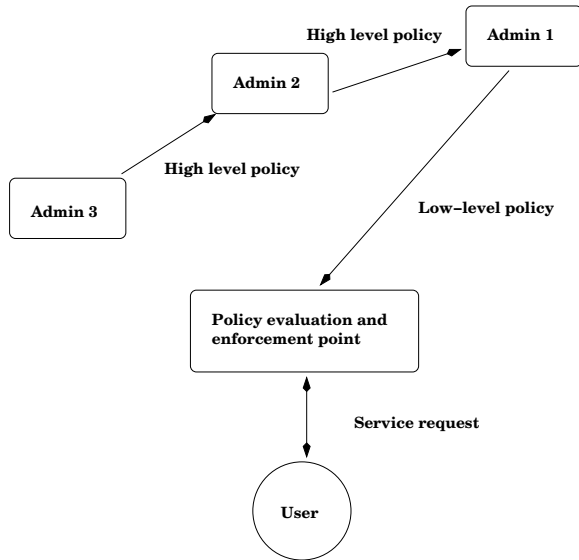 High level policy
Admin 1
Admin 2
High level policy
Admin 3
Low–level policy
Policy evaluation and
enforcement point
Service request
User